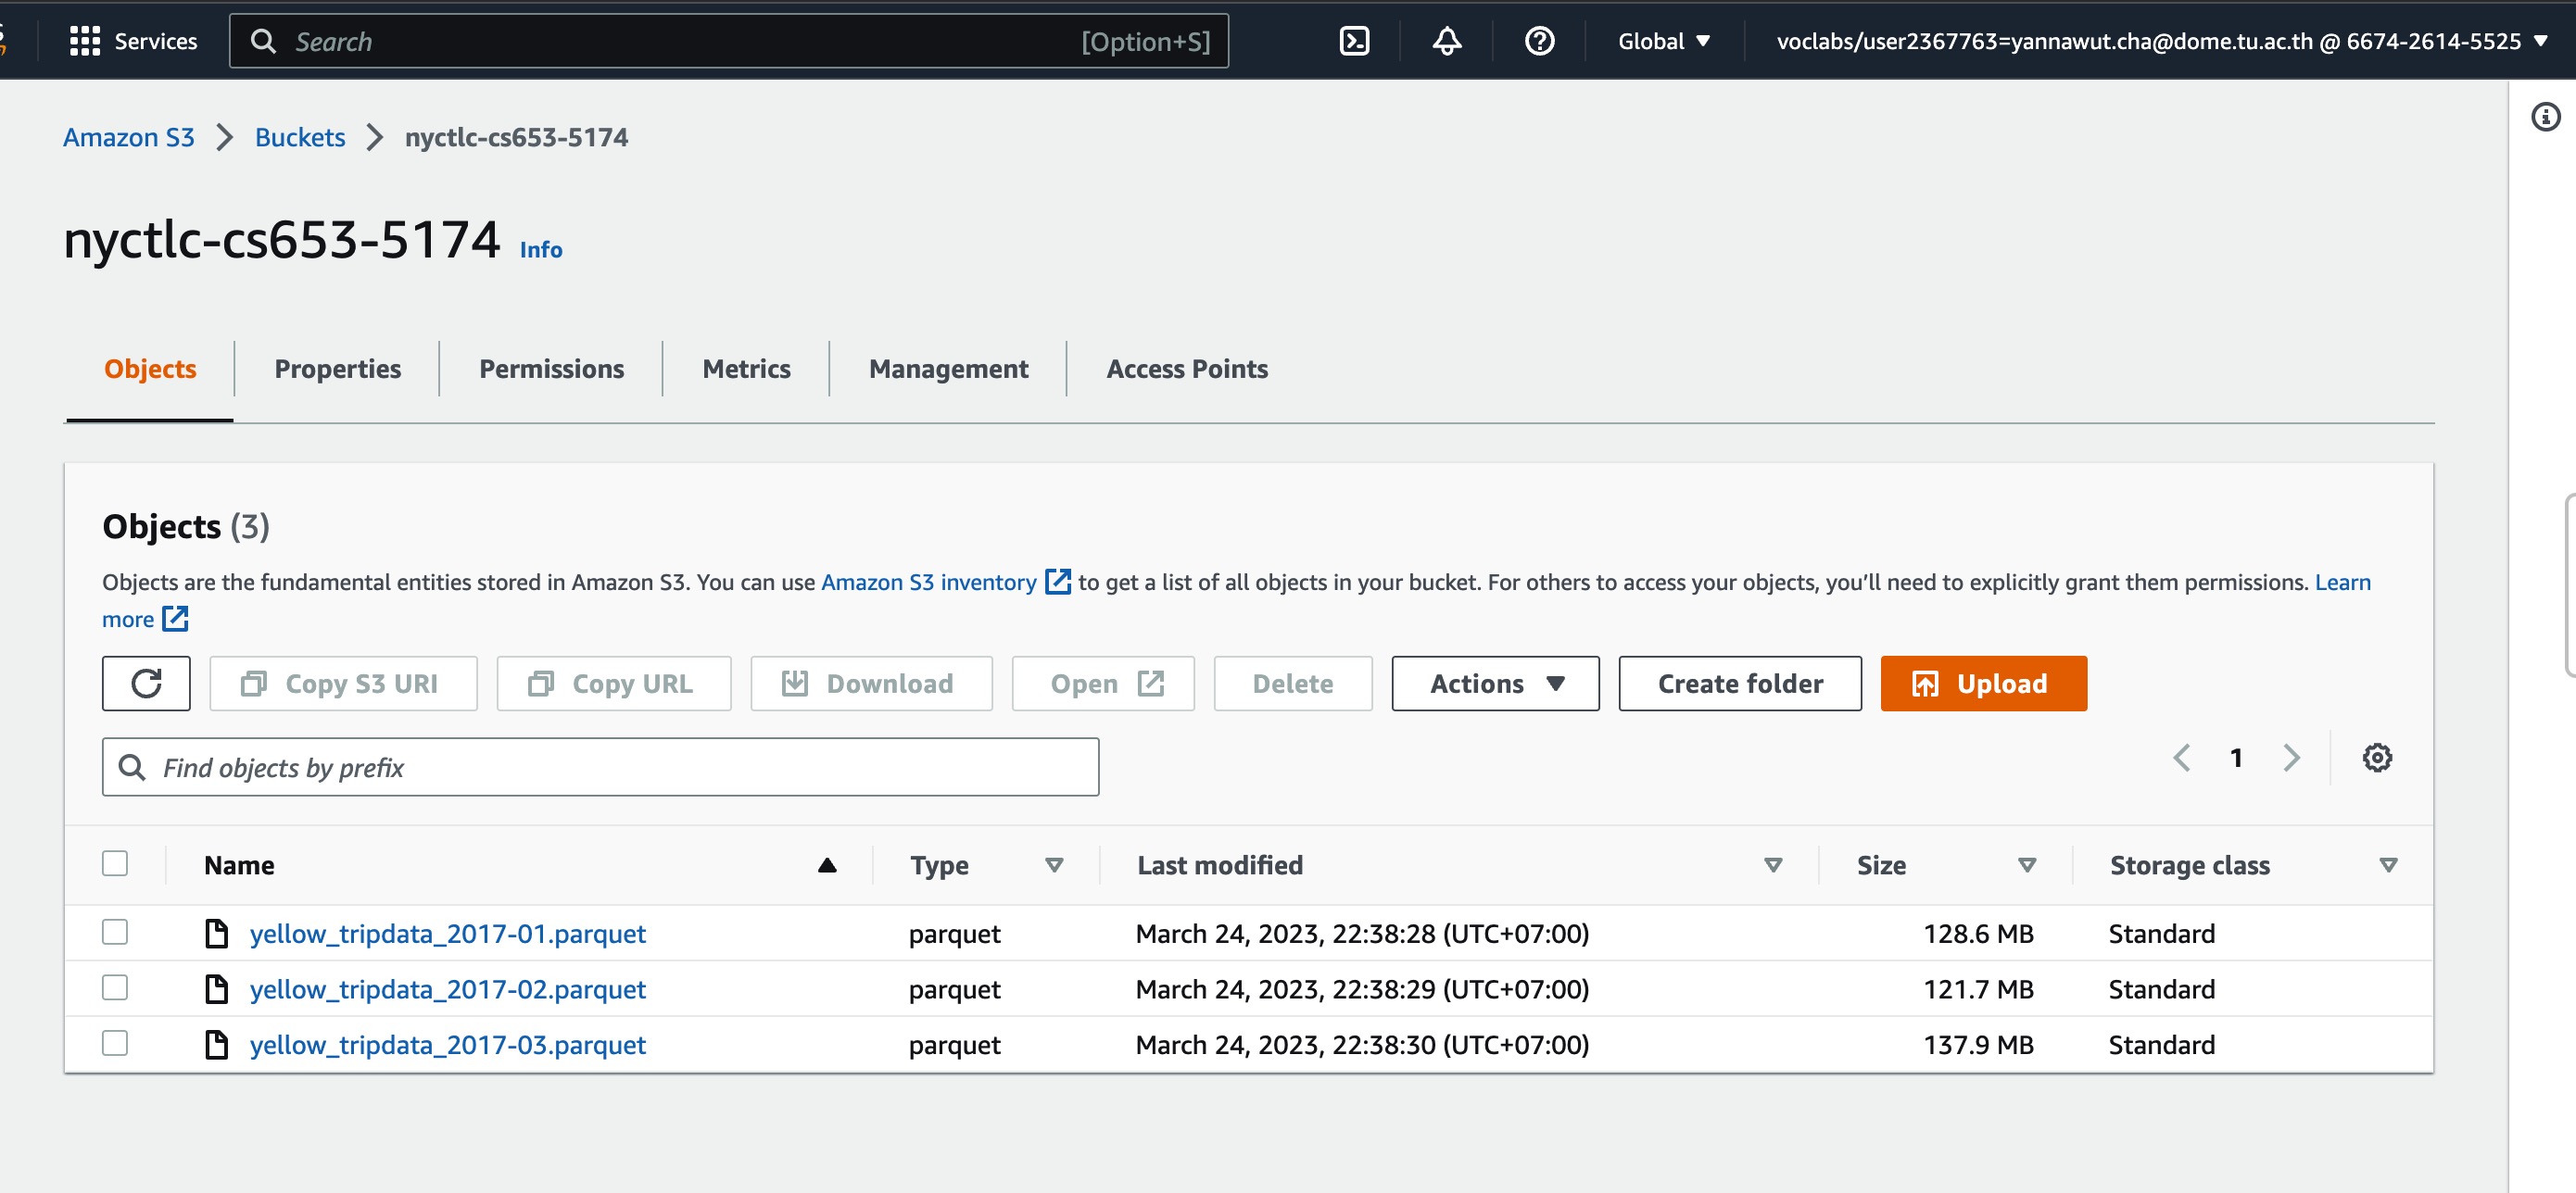 Services Search [Option+S] Global voclabs/user2367763=yannawut.cha@dome.tu.ac.th @ 6674-2614-5525
Amazon S3 Buckets nyctlc-cs653-5174
nyctlc-cs653-5174 Info
Objects Properties Permissions Metrics Management Access Points
Objects (3)
Objects are the fundamental entities stored in Amazon S3. You can use Amazon S3 inventory to get a list of all objects in your bucket. For others to access your objects, you’ll need to explicitly grant them permissions. Learn
more
Copy S3 URI Copy URL Download Open Delete Actions Create folder Upload
Find objects by prefix 1
Name Type Last modified Size Storage class
yellow_tripdata_2017-01.parquet parquet March 24, 2023, 22:38:28 (UTC+07:00) 128.6 MB Standard
yellow_tripdata_2017-02.parquet parquet March 24, 2023, 22:38:29 (UTC+07:00) 121.7 MB Standard
yellow_tripdata_2017-03.parquet parquet March 24, 2023, 22:38:30 (UTC+07:00) 137.9 MB Standard